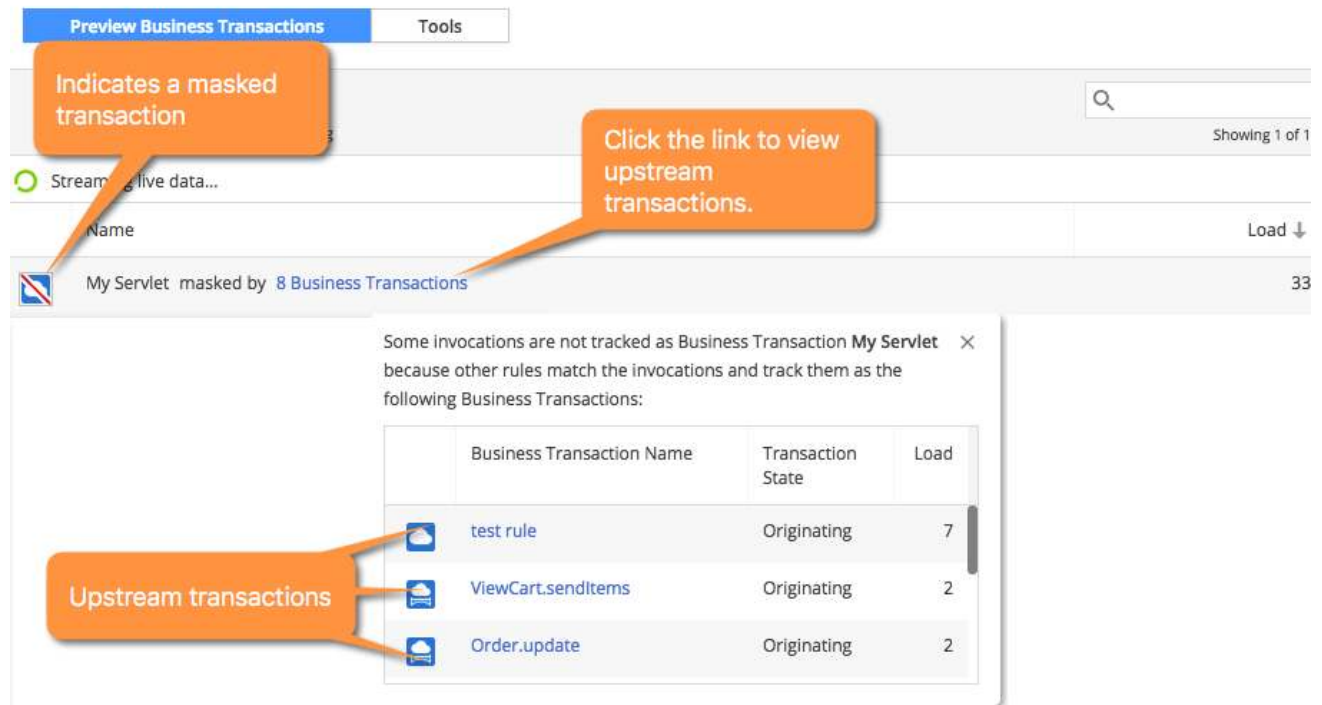 Preview Business Transactions
Tools
Indicates a masked
transaction
Click the link to view
upstream
transactions.
Showing 1 of 1
live data...
Name
Load ↓
My Servlet masked by 8 Business Transactions
33
Some invocations are not tracked as Business Transaction My Servlet ×
because other rules match the invocations and track them as the
following Business Transactions:
Business Transaction Name
Transaction
State
Load
test rule Originating 7
ViewCart.sendItems Originating 2
Order.update Originating 2
Upstream transactions